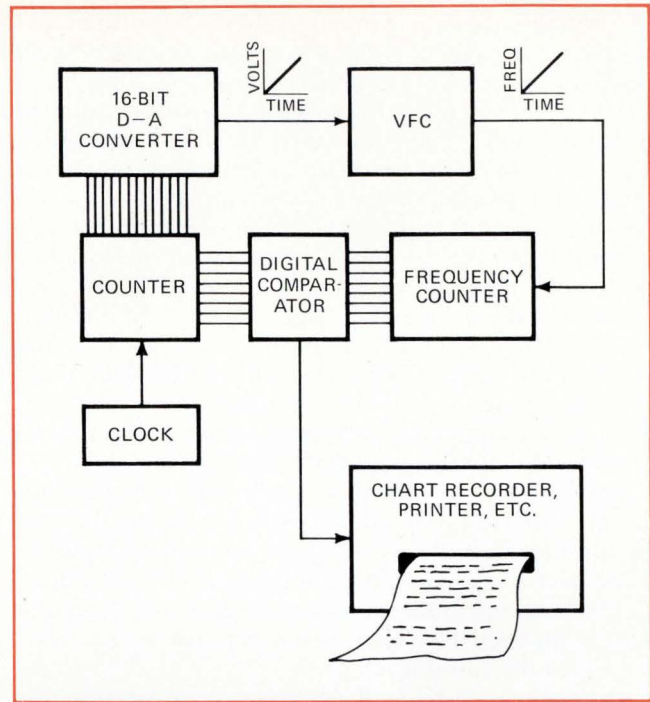 16-BIT
D–A
CONVERTER
VOLTS
TIME
VFC
FREQ
TIME
COUNTER
DIGITAL
COMPAR-
ATOR
FREQUENCY
COUNTER
CLOCK
CHART RECORDER,
PRINTER, ETC.